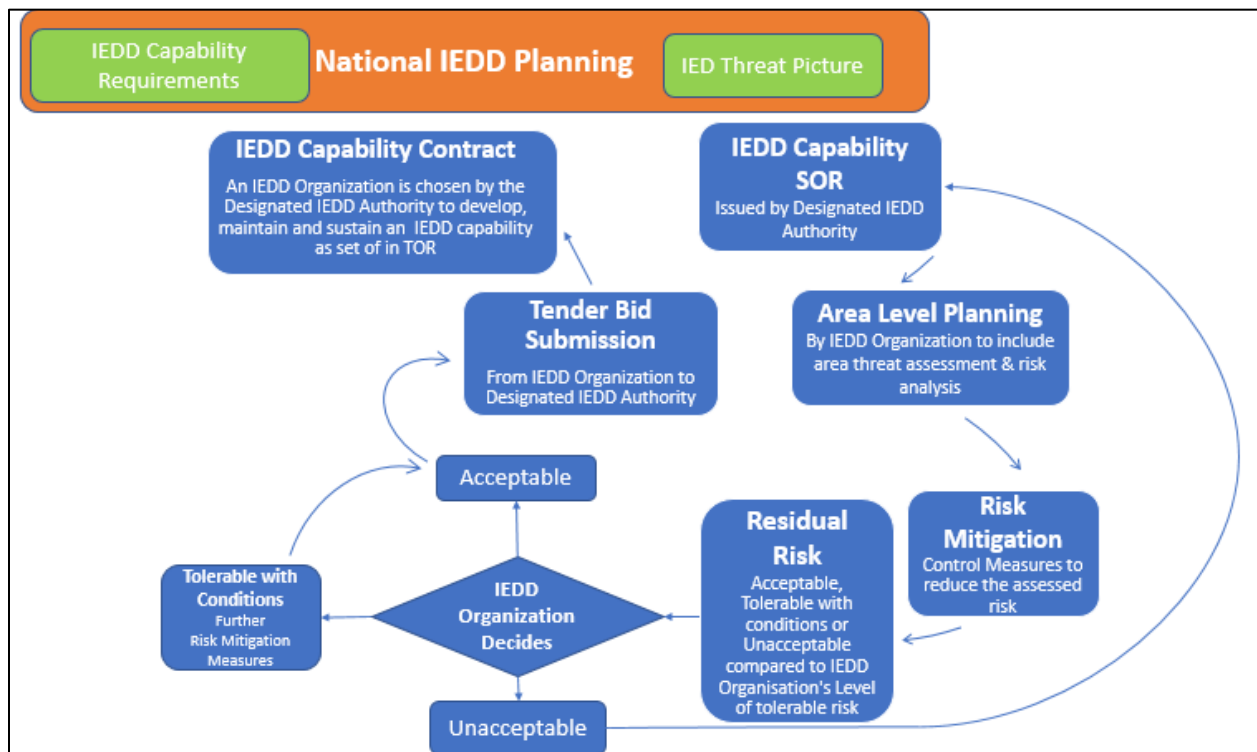 IEDD Capability
Requirements
National IEDD Planning
IED Threat Picture
IEDD Capability Contract
An IEDD Organization is chosen by the
Designated IEDD Authority to develop,
maintain and sustain an IEDD capability
as set of in TOR
IEDD Capability
SOR
Issued by Designated IEDD
Authority
Tender Bid
Submission
From IEDD Organization to
Designated IEDD Authority
Area Level Planning
By IEDD Organization to include
area threat assessment & risk
analysis
Acceptable
Risk
Mitigation
Control Measures to
reduce the assessed
risk
Residual
Risk
Acceptable,
Tolerable with
conditions or
Unacceptable
compared to IEDD
Organisation's Level
of tolerable risk
IEDD
Organization
Decides
Tolerable with
Conditions
Further
Risk Mitigation
Measures
Unacceptable